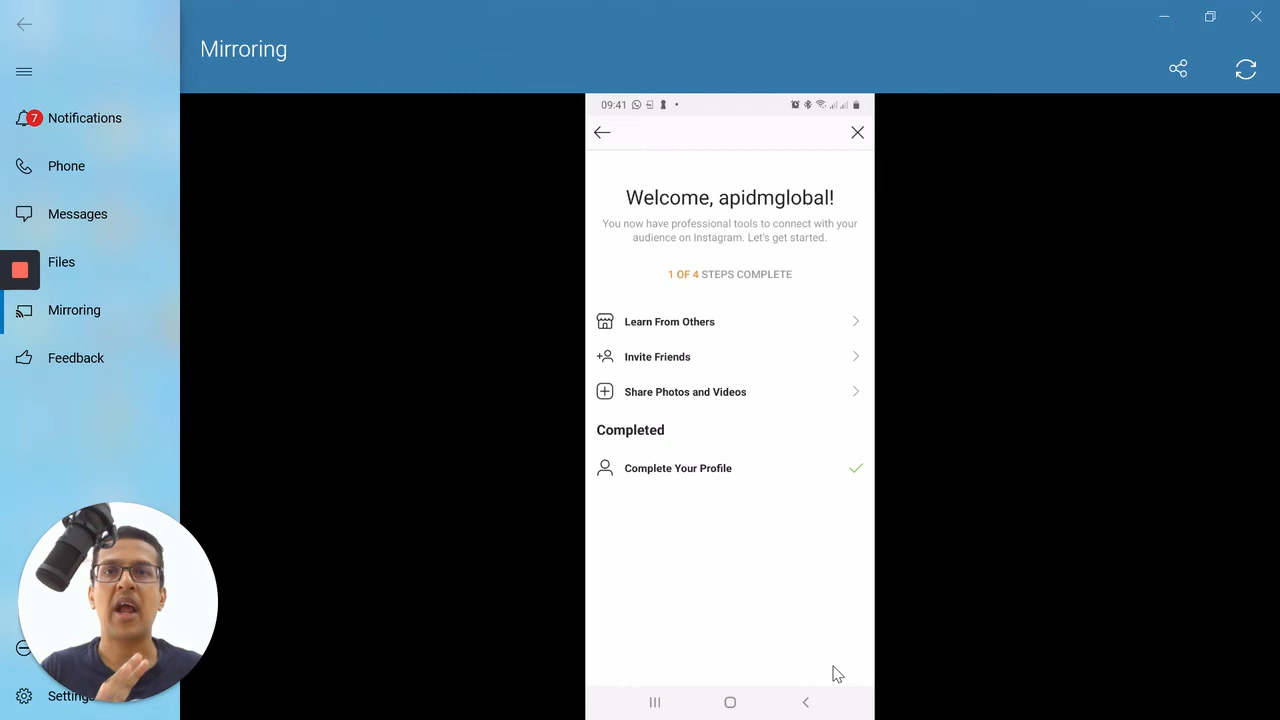 Mirroring
7
Notifications
Phone
Messages
Files
Mirroring
Feedback
Settings
09:41
Welcome, apidmglobal!
You now have professional tools to connect with your
audience on Instagram. Let's get started.
1 OF 4 STEPS COMPLETE
Learn From Others
Invite Friends
Share Photos and Videos
Completed
Complete Your Profile